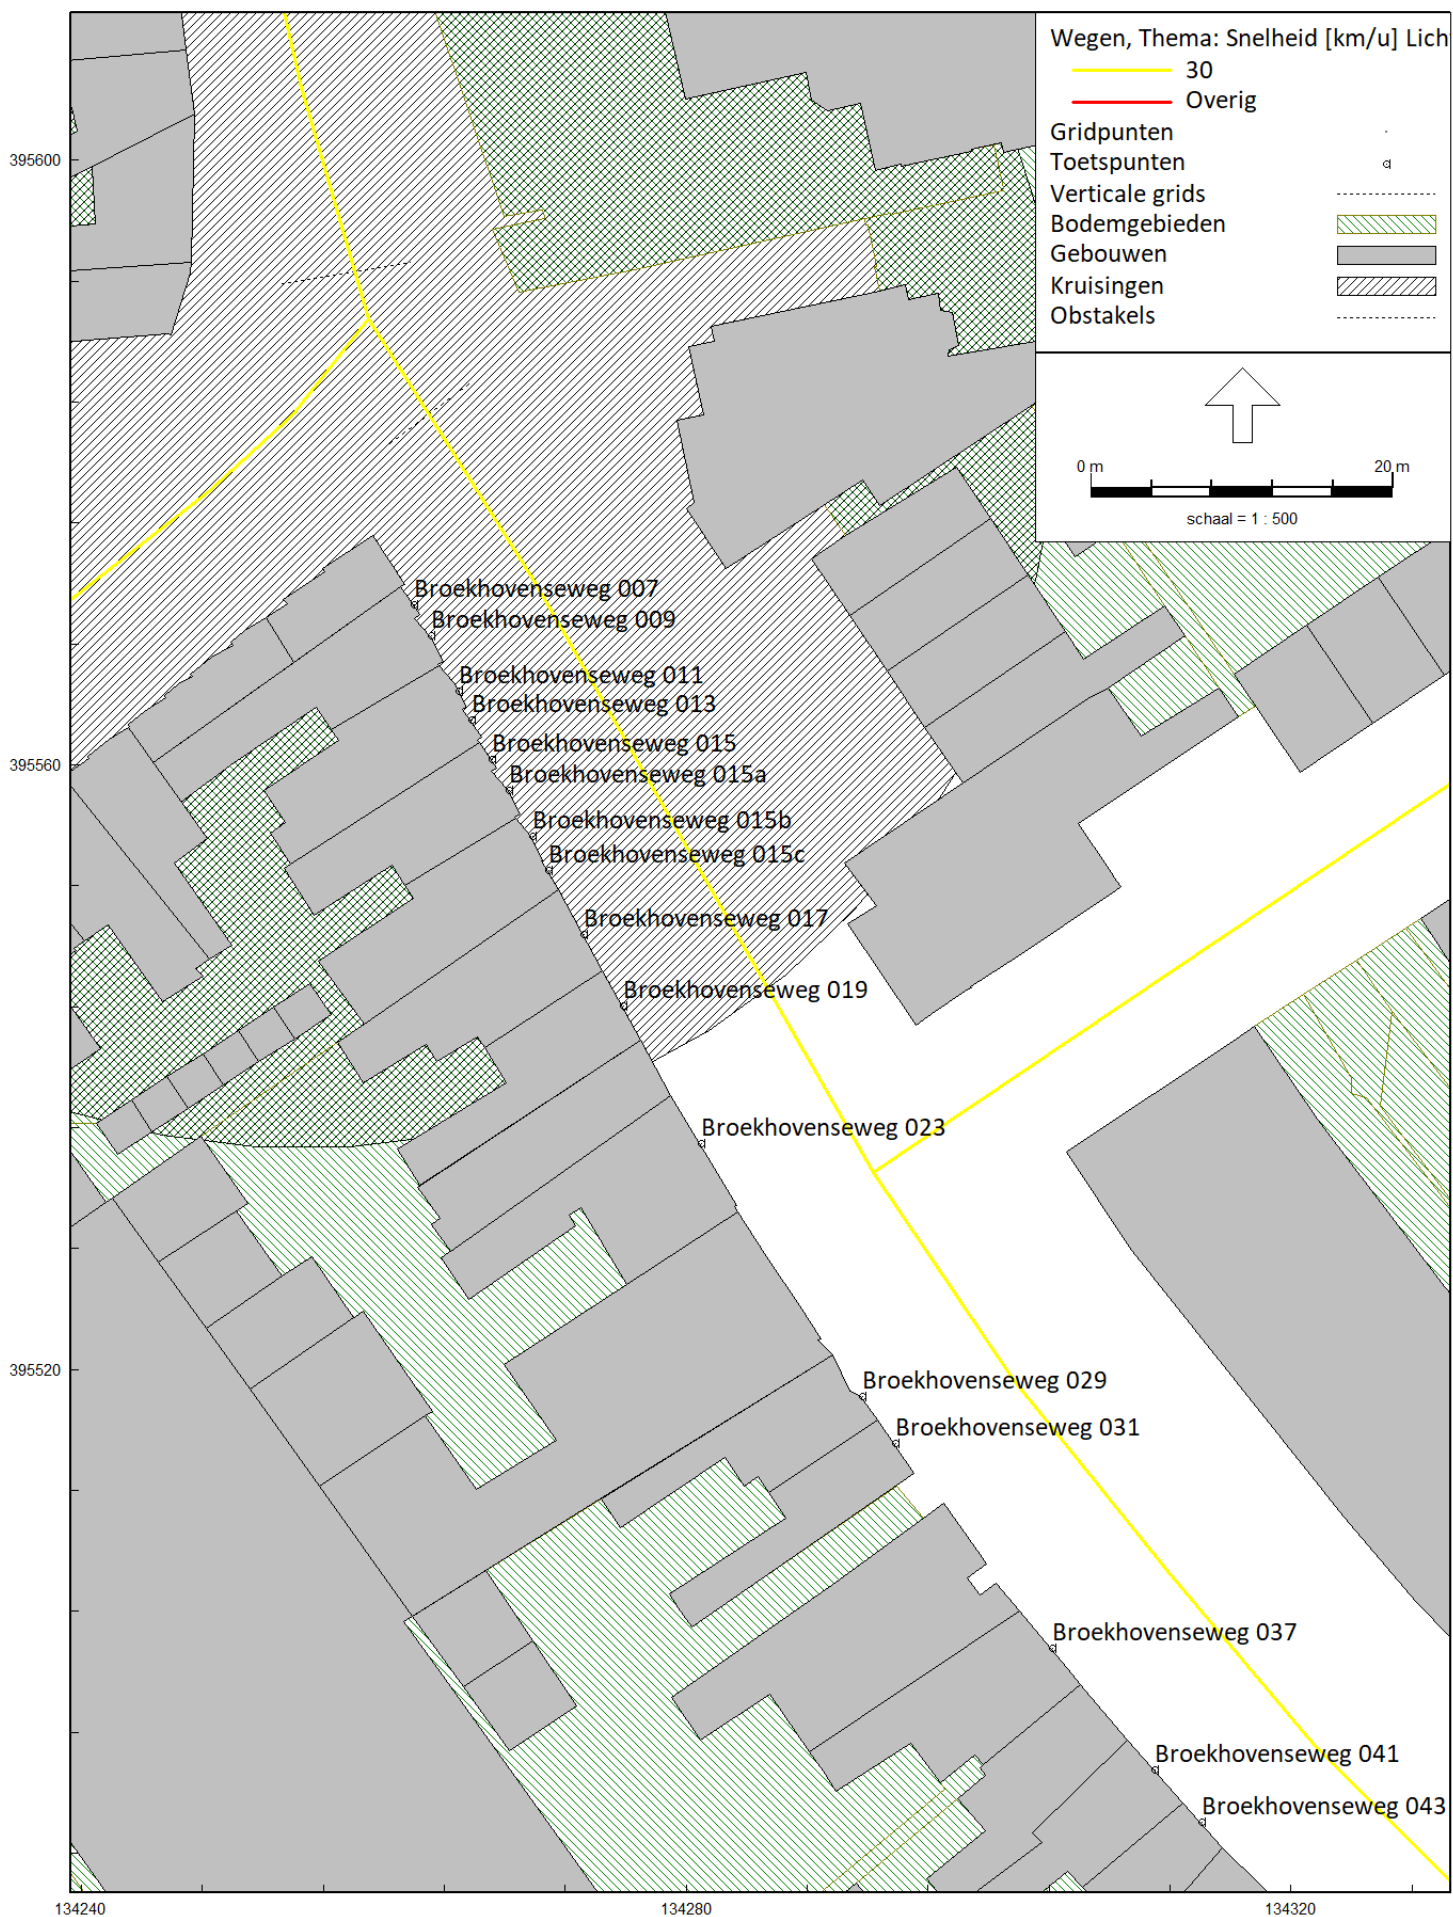 Wegen, Thema: Snelheid [km/u] Lich
30
Overig
Gridpunten
Toetspunten
Verticale grids
Bodemgebieden
Gebouwen
Kruisingen
Obstakels
0 m 20 m
schaal = 1 : 500
395600
395560
395520
Broekhovenseweg 007
Broekhovenseweg 009
Broekhovenseweg 011
Broekhovenseweg 013
Broekhovenseweg 015
Broekhovenseweg 015a
Broekhovenseweg 015b
Broekhovenseweg 015c
Broekhovenseweg 017
Broekhovenseweg 019
Broekhovenseweg 023
Broekhovenseweg 029
Broekhovenseweg 031
Broekhovenseweg 037
Broekhovenseweg 041
Broekhovenseweg 043
134240 134280 134320